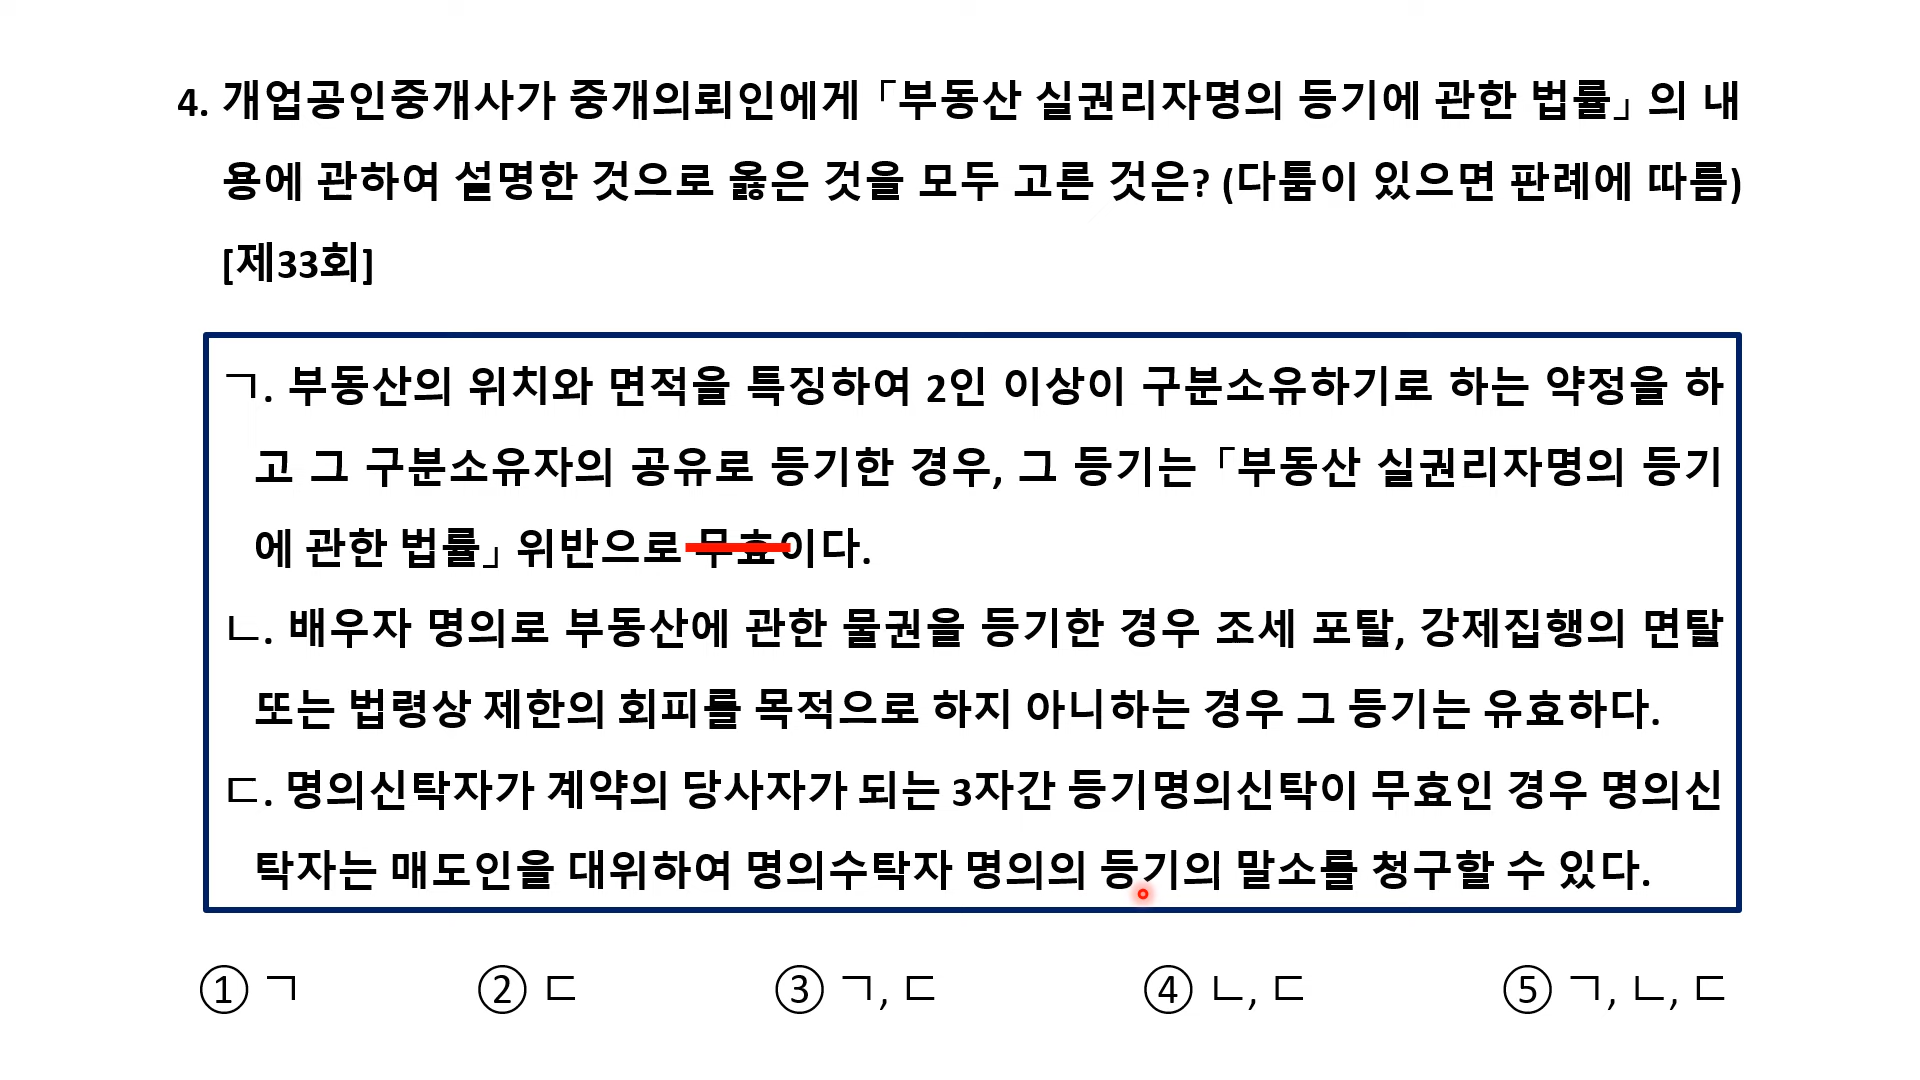 4. 개업공인중개사가 중개의뢰인에게 「부동산 실권리자명의 등기에 관한 법률」의 내
용에 관하여 설명한 것으로 옳은 것을 모두 고른 것은? (다툼이 있으면 판례에 따름)
[제33회]
ㄱ. 부동산의 위치와 면적을 특징하여 2인 이상이 구분소유하기로 하는 약정을 하
고 그 구분소유자의 공유로 등기한 경우, 그 등기는 「부동산 실권리자명의 등기
에 관한 법률」 위반으로 무효이다.
ㄴ. 배우자 명의로 부동산에 관한 물권을 등기한 경우 조세 포탈, 강제집행의 면탈
또는 법령상 제한의 회피를 목적으로 하지 아니하는 경우 그 등기는 유효하다.
ㄷ. 명의신탁자가 계약의 당사자가 되는 3자간 등기명의신탁이 무효인 경우 명의신
탁자는 매도인을 대위하여 명의수탁자 명의의 등기의 말소를 청구할 수 있다.
① ㄱ ② ㄷ ③ ㄱ, ㄷ ④ ㄴ, ㄷ ⑤ ㄱ, ㄴ, ㄷ